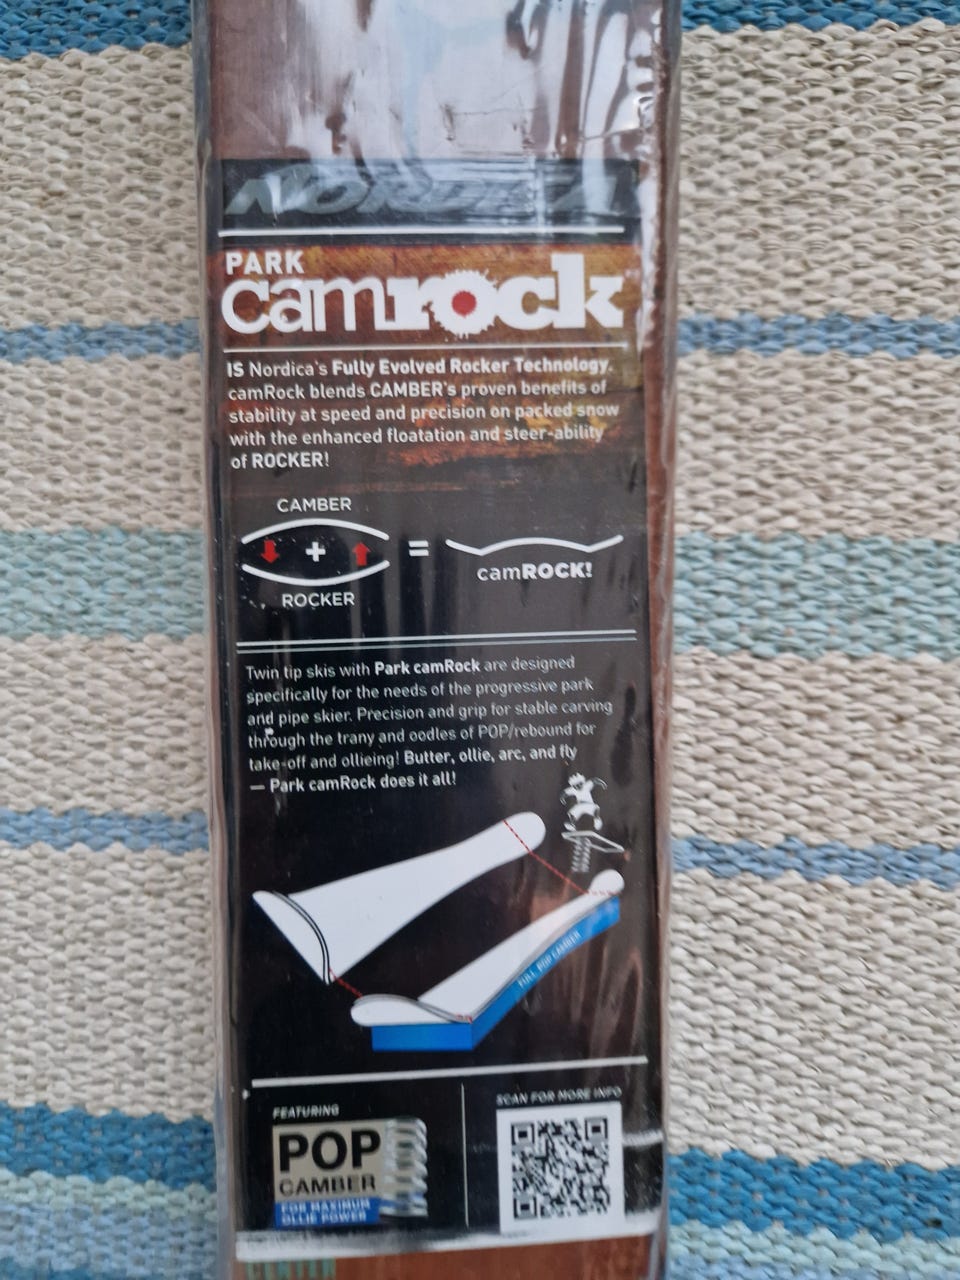 NORDICA
PARK
camrock
IS Nordica's Fully Evolved Rocker Technology.
camRock blends CAMBER's proven benefits of
stability at speed and precision on packed snow
with the enhanced floatation and steer-ability
of ROCKER!
CAMBER
+ =
camROCK!
ROCKER
Twin tip skis with Park camRock are designed
specifically for the needs of the progressive park
and pipe skier. Precision and grip for stable carving
through the trany and oodles of POP/rebound for
take-off and ollieing! Butter, ollie, arc, and fly
— Park camRock does it all!
FULL POP CAMBER
FEATURING
POP
CAMBER
FOR MAXIMUM
OLLIE POWER
SCAN FOR MORE INFO
CENTER